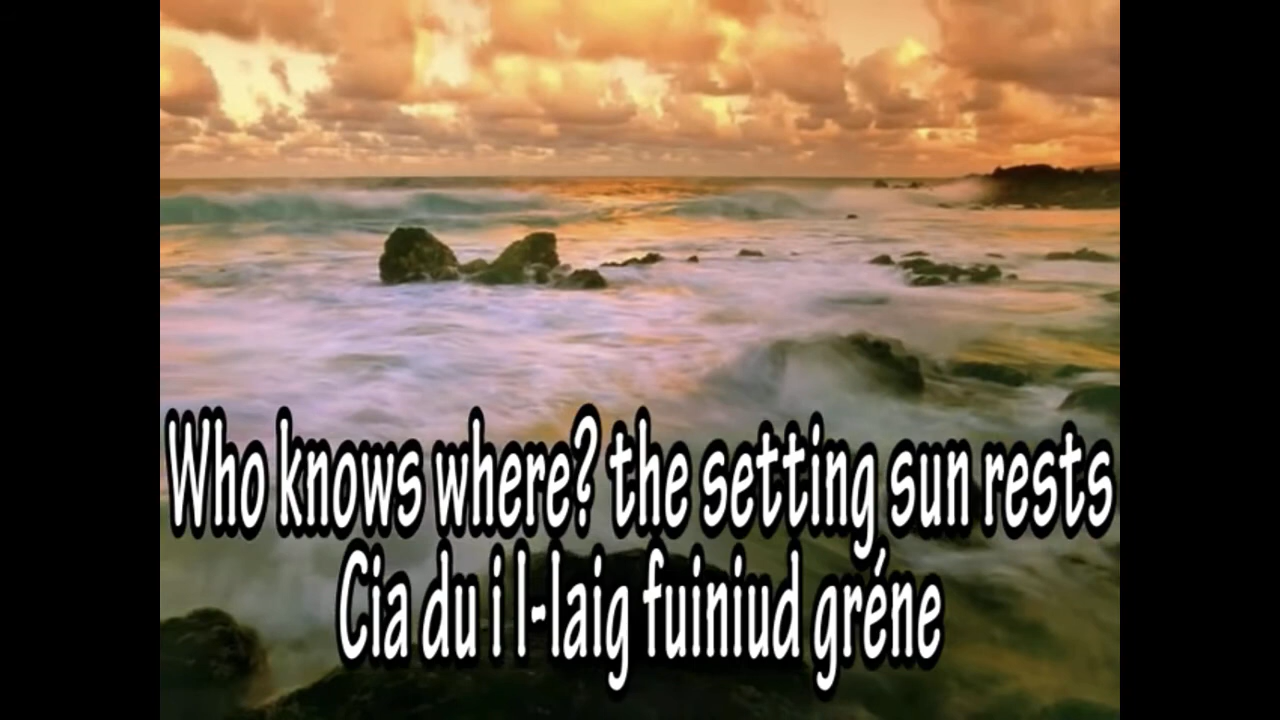 Who knows where? the setting sun rests
Cia du i l-laig fuiniud gréne